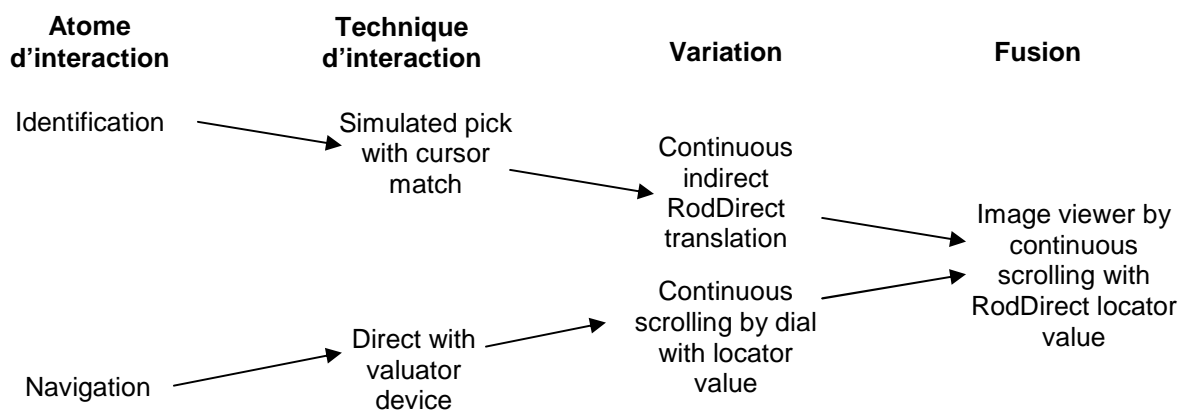 Atome
d’interaction
Technique
d’interaction
Variation
Fusion
Identification
Simulated pick
with cursor
match
Continuous
indirect
RodDirect
translation
Image viewer by
continuous
scrolling with
RodDirect locator
value
Navigation
Direct with
valuator
device
Continuous
scrolling by dial
with locator
value